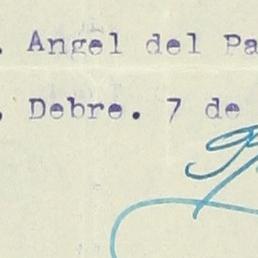 . Angel del Pa
. Debre. 7 de